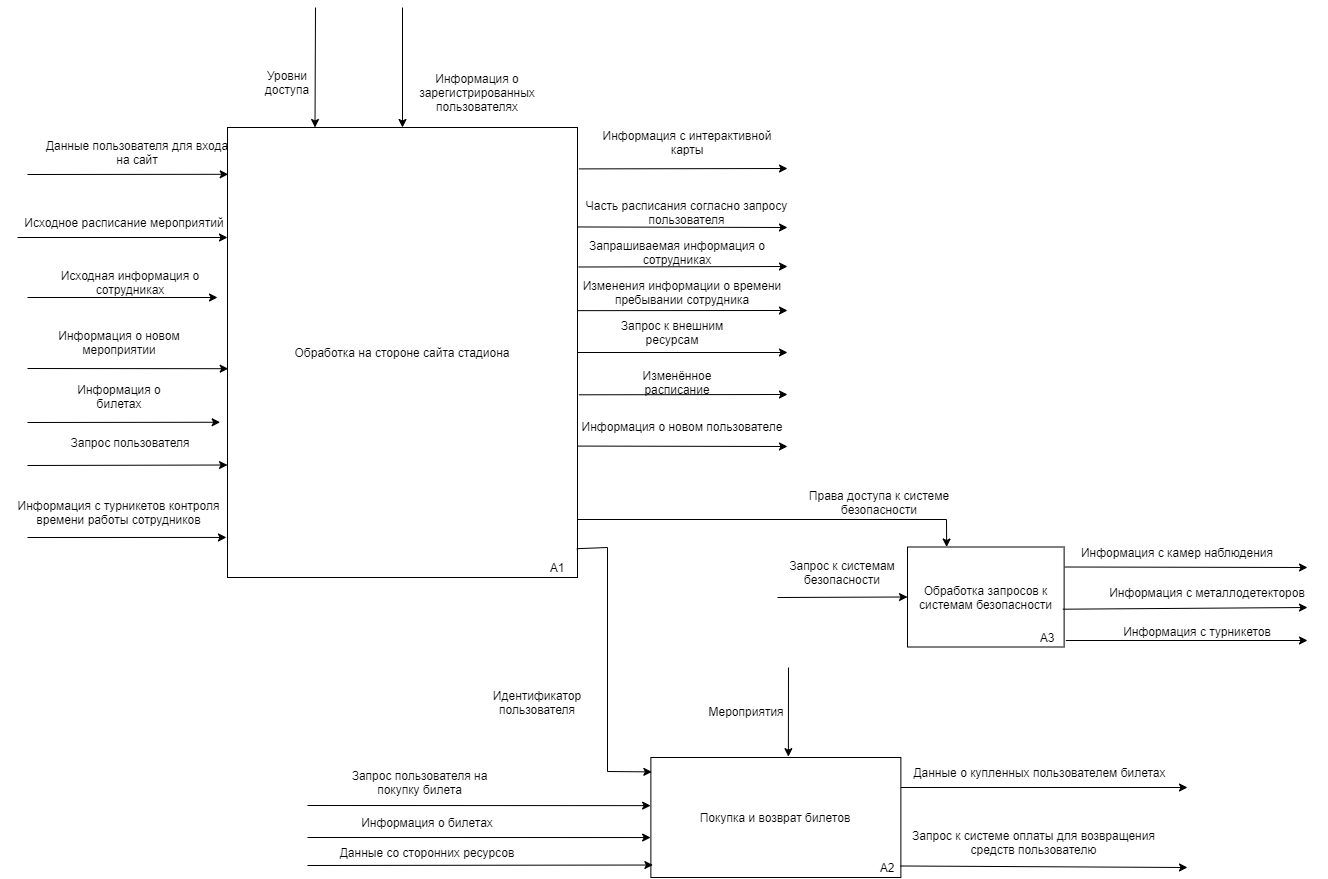 Уровни
доступа
Информация о
зарегистрированных
пользователях
Данные пользователя для входа
на сайт
Исходное расписание мероприятий
Исходная информация о
сотрудниках
Информация о новом
мероприятии
Информация о
билетах
Запрос пользователя
Информация с турникетов контроля
времени работы сотрудников
Обработка на стороне сайта стадиона
A1
Информация с интерактивной
карты
Часть расписания согласно запросу
пользователя
Запрашиваемая информация о
сотрудниках
Изменения информации о времени
пребывании сотрудника
Запрос к внешним
ресурсам
Изменённое
расписание
Информация о новом пользователе
Права доступа к системе
безопасности
Запрос к системам
безопасности
Обработка запросов к
системам безопасности
A3
Информация с камер наблюдения
Информация с металлодетекторов
Информация с турникетов
Идентификатор
пользователя
Мероприятия
Запрос пользователя на
покупку билета
Информация о билетах
Данные со сторонних ресурсов
Покупка и возврат билетов
A2
Данные о купленных пользователем билетах
Запрос к системе оплаты для возвращения
средств пользователю